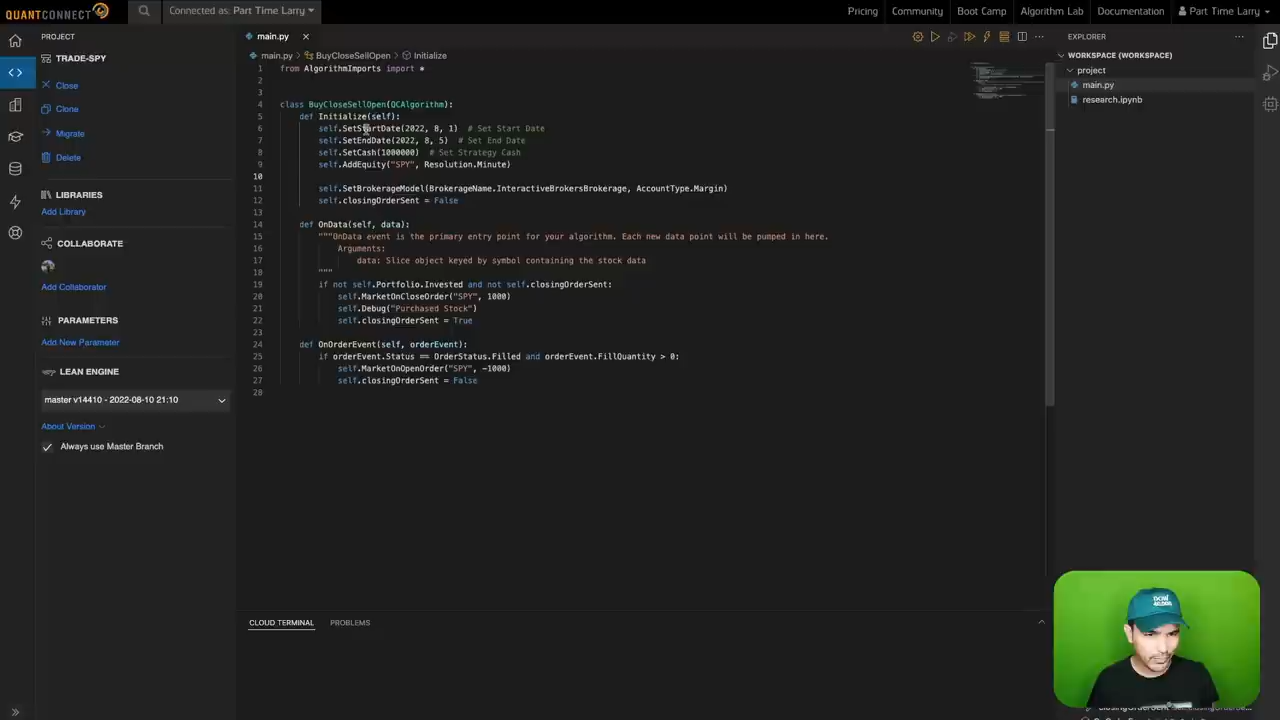 QUANTCONNECT
Connected as: Part Time Larry
Pricing
Community
Boot Camp
Algorithm Lab
Documentation
Part Time Larry
PROJECT
TRADE-SPY
Close
Clone
Migrate
Delete
LIBRARIES
Add Library
COLLABORATE
Add Collaborator
PARAMETERS
Add New Parameter
LEAN ENGINE
master v14410 - 2022-08-10 21:10
About Version
Always use Master Branch
main.py
main.py > BuyCloseSellOpen > Initialize
1 from AlgorithmImports import *
2
3
4 class BuyCloseSellOpen(QCAlgorithm):
5 def Initialize(self):
6 self.SetStartDate(2022, 8, 1) # Set Start Date
7 self.SetEndDate(2022, 8, 5) # Set End Date
8 self.SetCash(1000000) # Set Strategy Cash
9 self.AddEquity("SPY", Resolution.Minute)
10
11 self.SetBrokerageModel(BrokerageName.InteractiveBrokersBrokerage, AccountType.Margin)
12 self.closingOrderSent = False
13
14 def OnData(self, data):
15 """OnData event is the primary entry point for your algorithm. Each new data point will be pumped in here.
16 Arguments:
17 data: Slice object keyed by symbol containing the stock data
18 """
19 if not self.Portfolio.Invested and not self.closingOrderSent:
20 self.MarketOnCloseOrder("SPY", 1000)
21 self.Debug("Purchased Stock")
22 self.closingOrderSent = True
23
24 def OnOrderEvent(self, orderEvent):
25 if orderEvent.Status == OrderStatus.Filled and orderEvent.FillQuantity > 0:
26 self.MarketOnOpenOrder("SPY", -1000)
27 self.closingOrderSent = False
28
CLOUD TERMINAL
PROBLEMS
EXPLORER
WORKSPACE (WORKSPACE)
project
main.py
research.ipynb